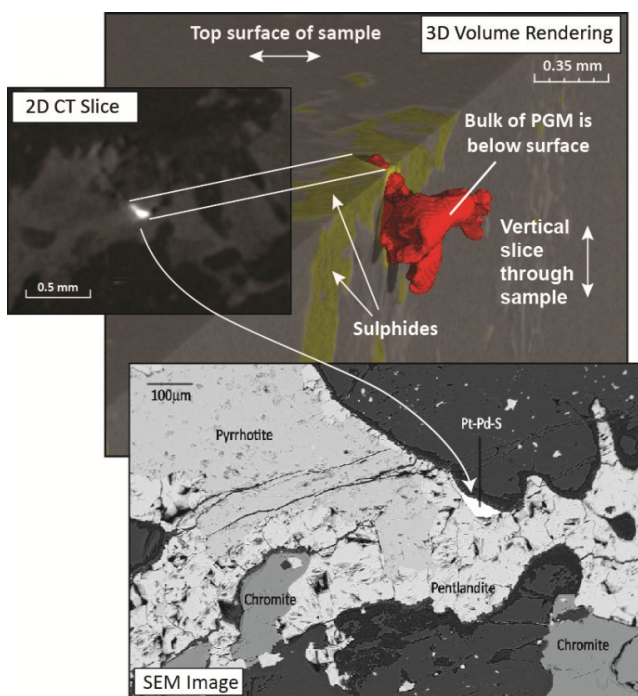 Top surface of sample
3D Volume Rendering
0.35 mm
2D CT Slice
Bulk of PGM is
below surface
0.5 mm
Vertical
slice
through
sample
Sulphides
100µm
Pt-Pd-S
Pyrrhotite
Chromite
Pentlandite
Chromite
SEM Image